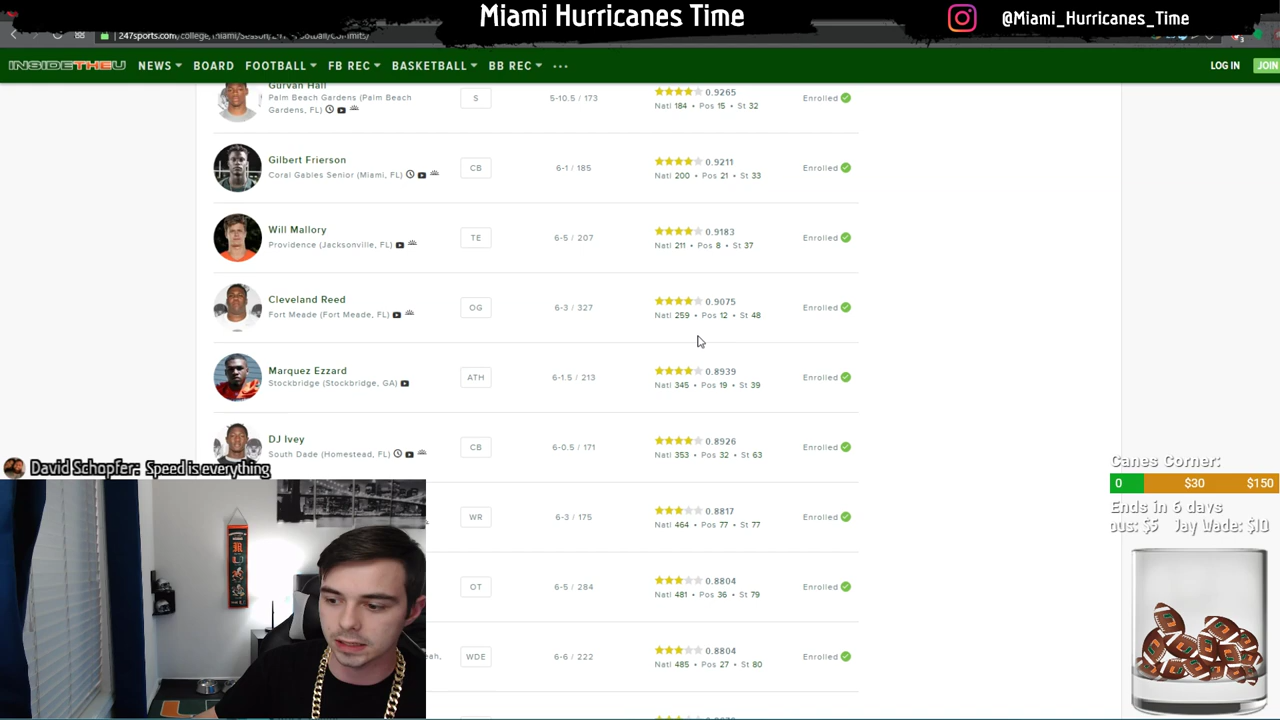 Miami Hurricanes Time
@Miami_Hurricanes_Time
247sports.com/college/miami/season/
INSIDETHEU NEWS BOARD FOOTBALL FB REC BASKETBALL BB REC ... LOG IN JOIN
Gurvan Hall
Palm Beach Gardens (Palm Beach
Gardens, FL)
S 5-10.5 / 173 0.9265 Enrolled
Natl 184 • Pos 15 • St 32
Gilbert Frierson
Coral Gables Senior (Miami, FL)
CB 6-1 / 185 0.9211 Enrolled
Natl 200 • Pos 21 • St 33
Will Mallory
Providence (Jacksonville, FL)
TE 6-5 / 207 0.9183 Enrolled
Natl 211 • Pos 8 • St 37
Cleveland Reed
Fort Meade (Fort Meade, FL)
OG 6-3 / 327 0.9075 Enrolled
Natl 259 • Pos 12 • St 48
Marquez Ezzard
Stockbridge (Stockbridge, GA)
ATH 6-1.5 / 213 0.8939 Enrolled
Natl 345 • Pos 19 • St 39
DJ Ivey
South Dade (Homestead, FL)
CB 6-0.5 / 171 0.8926 Enrolled
Natl 353 • Pos 32 • St 63
David Schopfer: Speed is everything
WR 6-3 / 175 0.8817 Enrolled
Natl 464 • Pos 77 • St 77
OT 6-5 / 284 0.8804 Enrolled
Natl 481 • Pos 36 • St 79
WDE 6-6 / 222 0.8804 Enrolled
Natl 485 • Pos 27 • St 80
Canes Corner:
0 $30 $150
Ends in 6 days
ous: $5 Jay Wade: $10